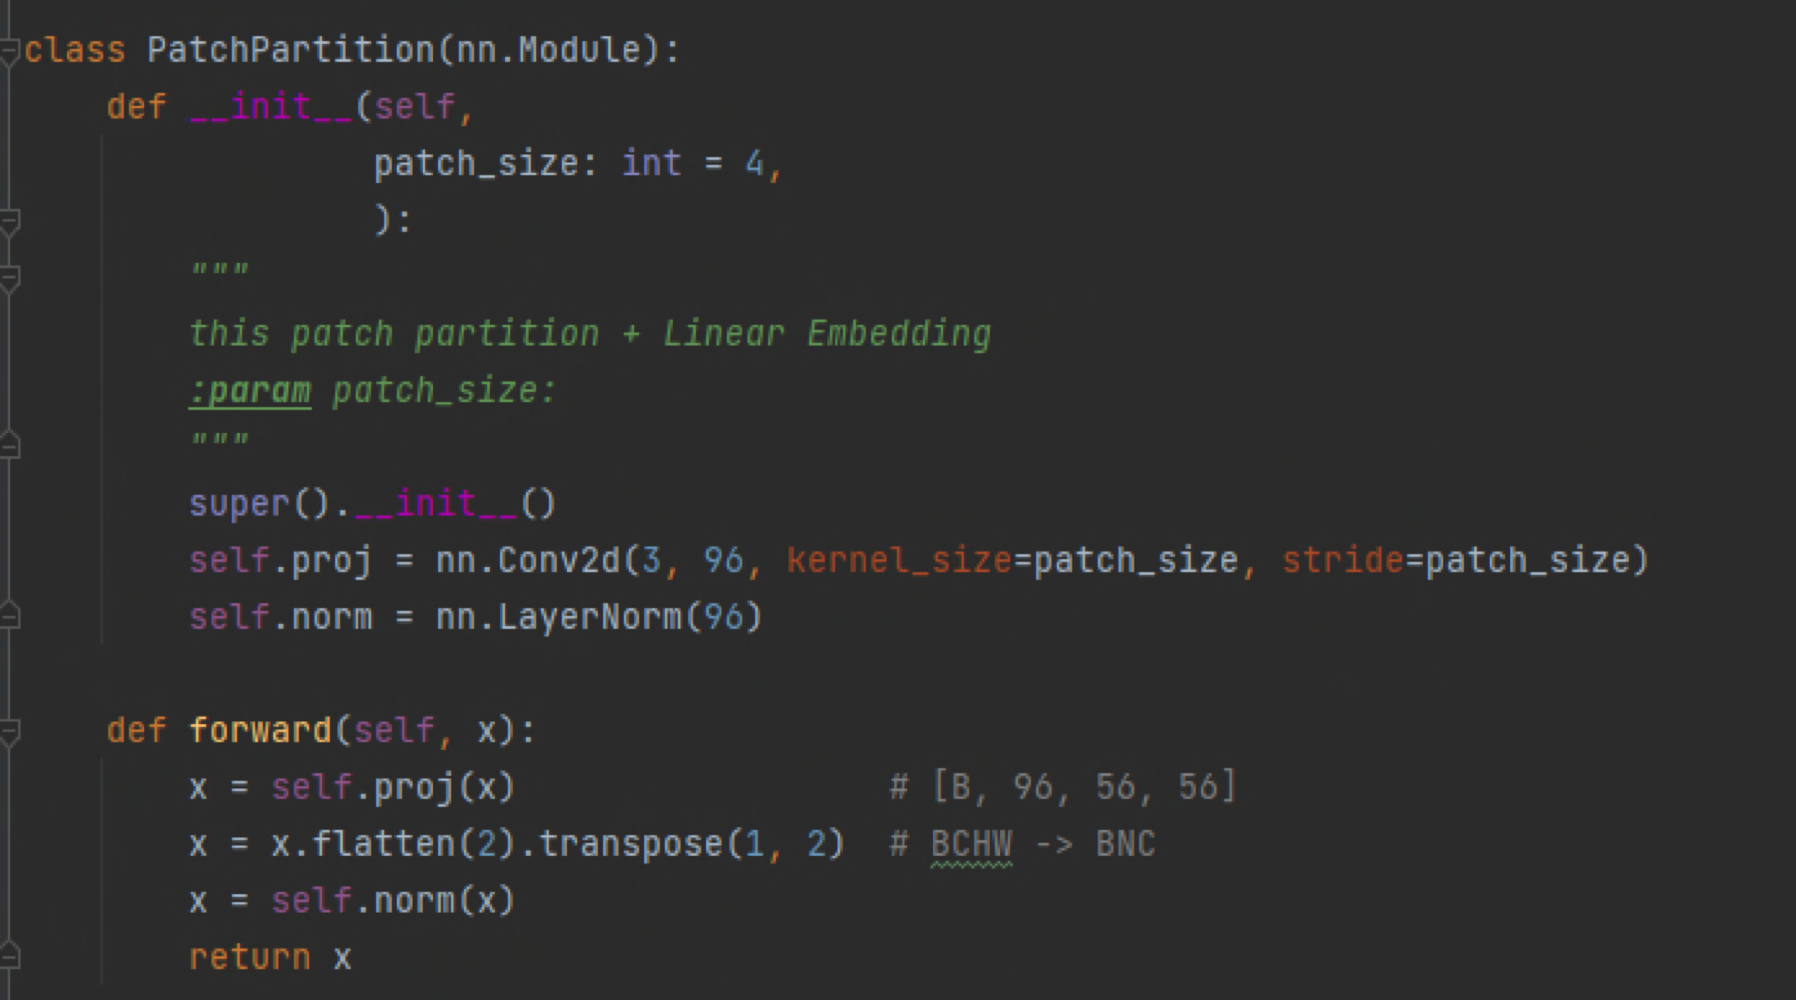 class PatchPartition(nn.Module):
    def __init__(self,
                 patch_size: int = 4,
                 ):
        """
        this patch partition + Linear Embedding
        :param patch_size:
        """
        super().__init__()
        self.proj = nn.Conv2d(3, 96, kernel_size=patch_size, stride=patch_size)
        self.norm = nn.LayerNorm(96)

    def forward(self, x):
        x = self.proj(x)                  # [B, 96, 56, 56]
        x = x.flatten(2).transpose(1, 2)  # BCHW -> BNC
        x = self.norm(x)
        return x